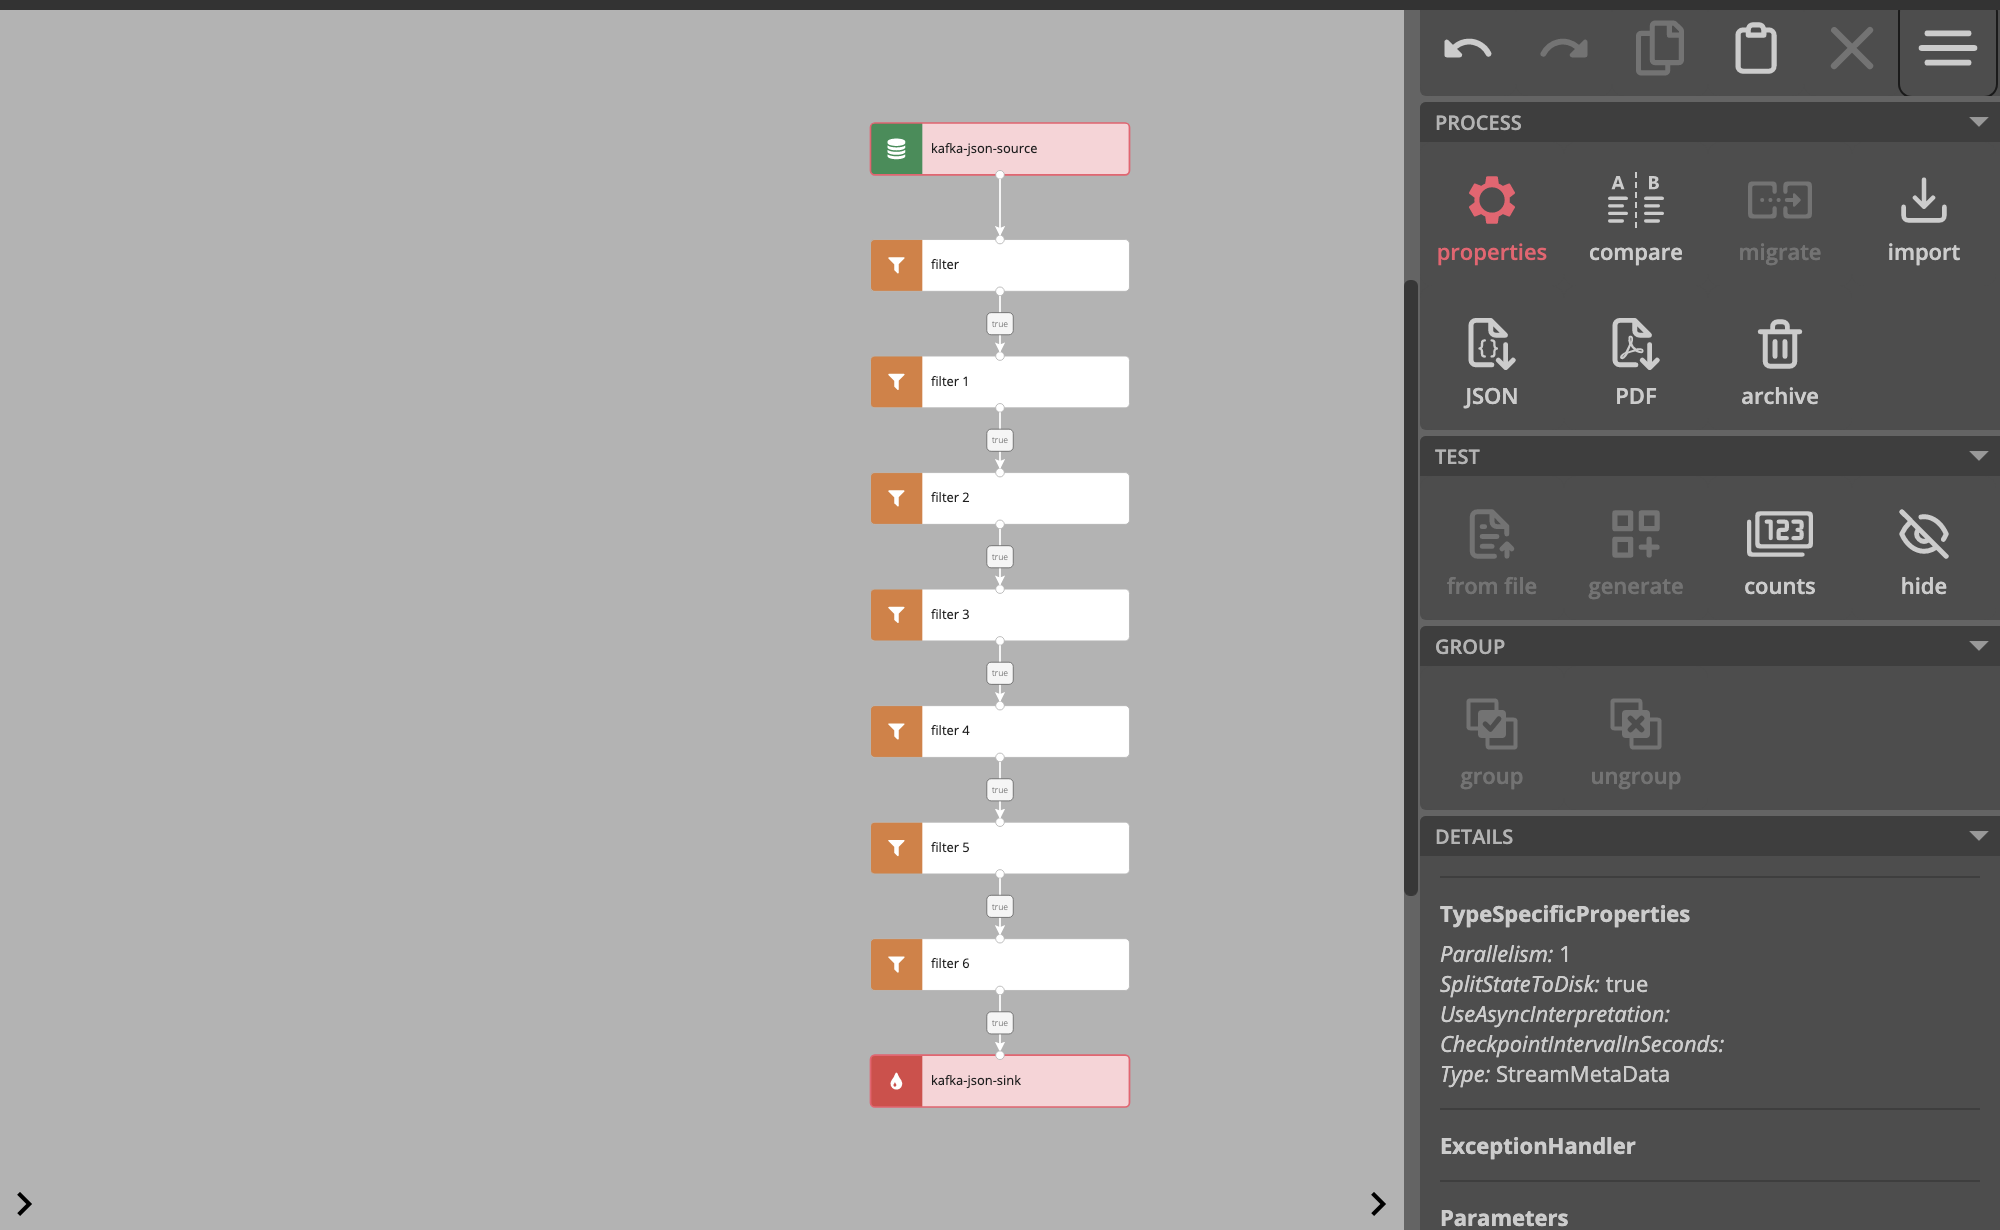 kafka-json-source
filter
true
filter 1
true
filter 2
true
filter 3
true
filter 4
true
filter 5
true
filter 6
true
kafka-json-sink
PROCESS
A B
properties compare migrate import
{}
JSON PDF archive
TEST
123
from file generate counts hide
GROUP
group ungroup
DETAILS
TypeSpecificProperties
Parallelism: 1
SplitStateToDisk: true
UseAsyncInterpretation:
CheckpointIntervalInSeconds:
Type: StreamMetaData
ExceptionHandler
Parameters